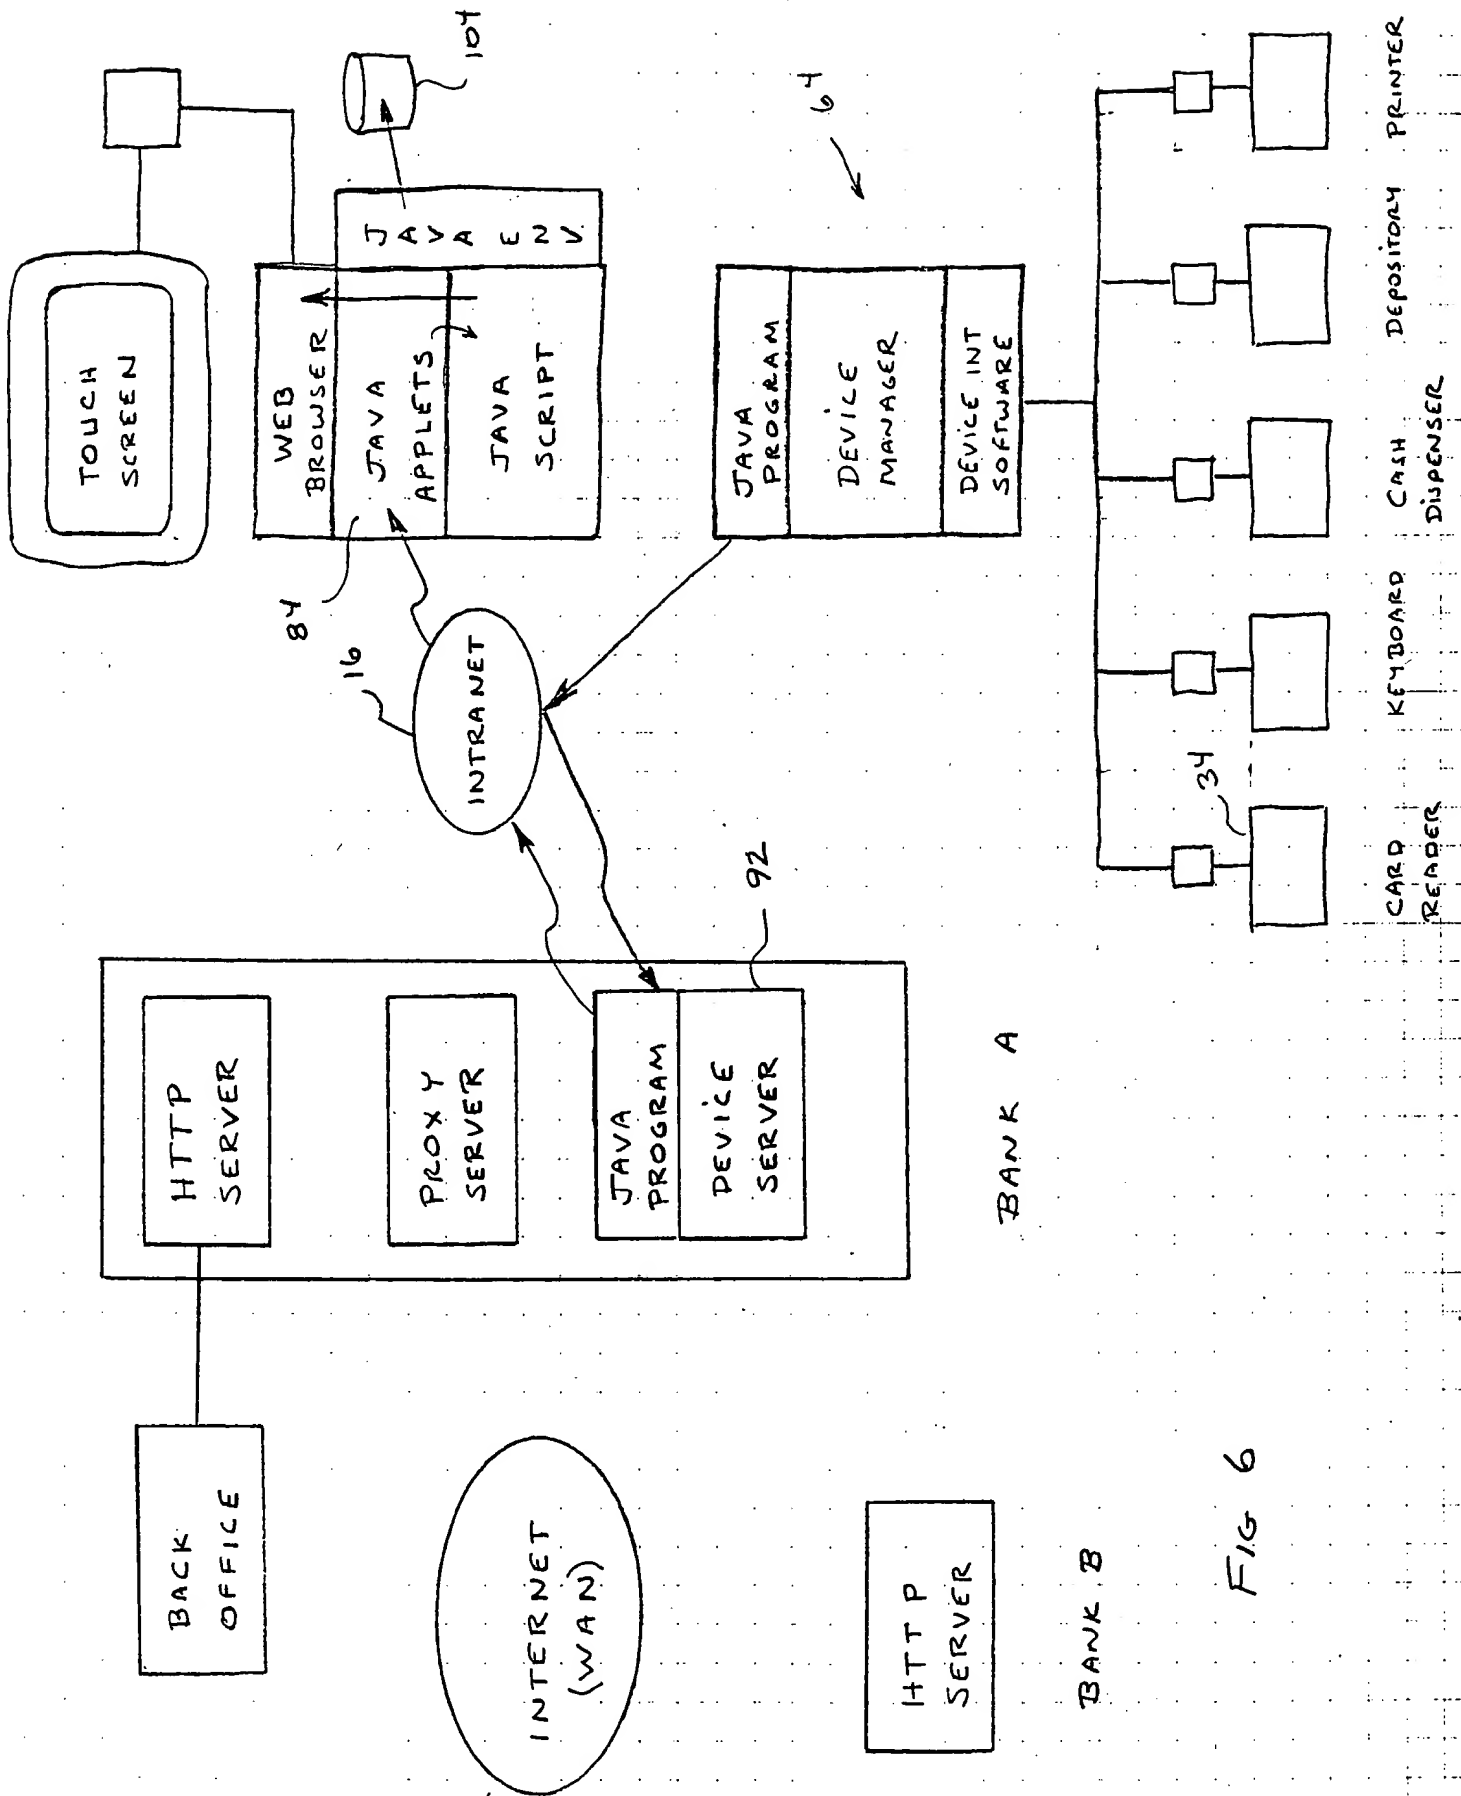 BACK
OFFICE
HTTP
SERVER
TOUCH
SCREEN
INTERNET
(WAN)
PROXY
SERVER
16
84
INTRANET
WEB
BROWSER
JAVA
APPLETS
JAVA
SCRIPT
JAVA ENV
104
JAVA
PROGRAM
DEVICE
SERVER
92
JAVA
PROGRAM
DEVICE
MANAGER
DEVICE INT
SOFTWARE
64
HTTP
SERVER
BANK A
BANK B
34
CARD
READER
KEYBOARD
CASH
DISPENSER
DEPOSITORY
PRINTER
FIG 6